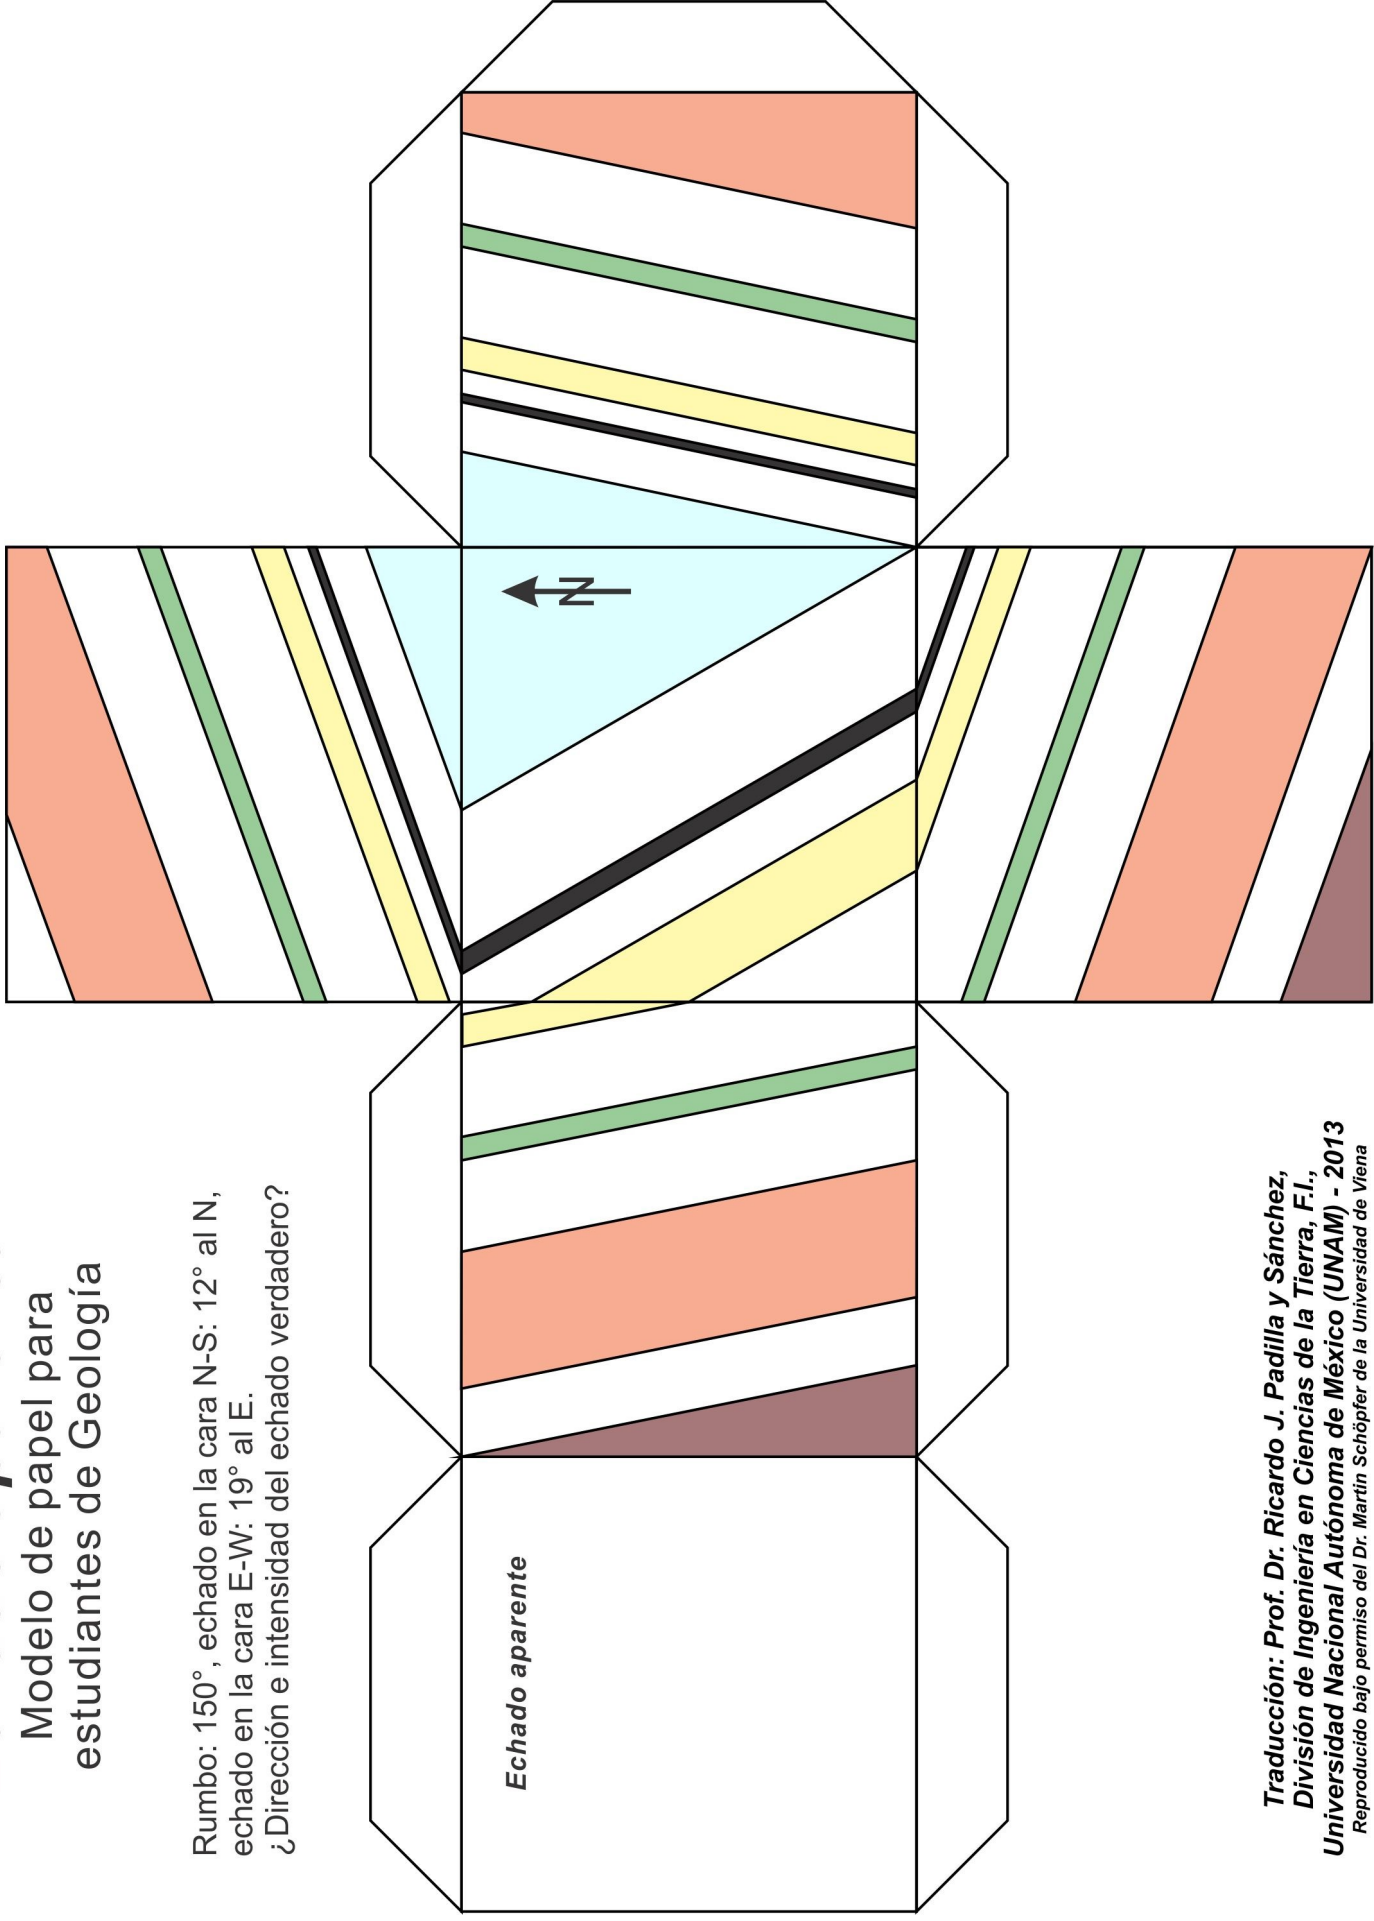 Modelo de papel para
estudiantes de Geología
Rumbo: 150°, echado en la cara N-S: 12° al N,
echado en la cara E-W: 19° al E.
¿Dirección e intensidad del echado verdadero?
N
Echado aparente
Traducción: Prof. Dr. Ricardo J. Padilla y Sánchez,
División de Ingeniería en Ciencias de la Tierra, F.I.,
Universidad Nacional Autónoma de México (UNAM) - 2013
Reproducido bajo permiso del Dr. Martin Schöpfer de la Universidad de Viena